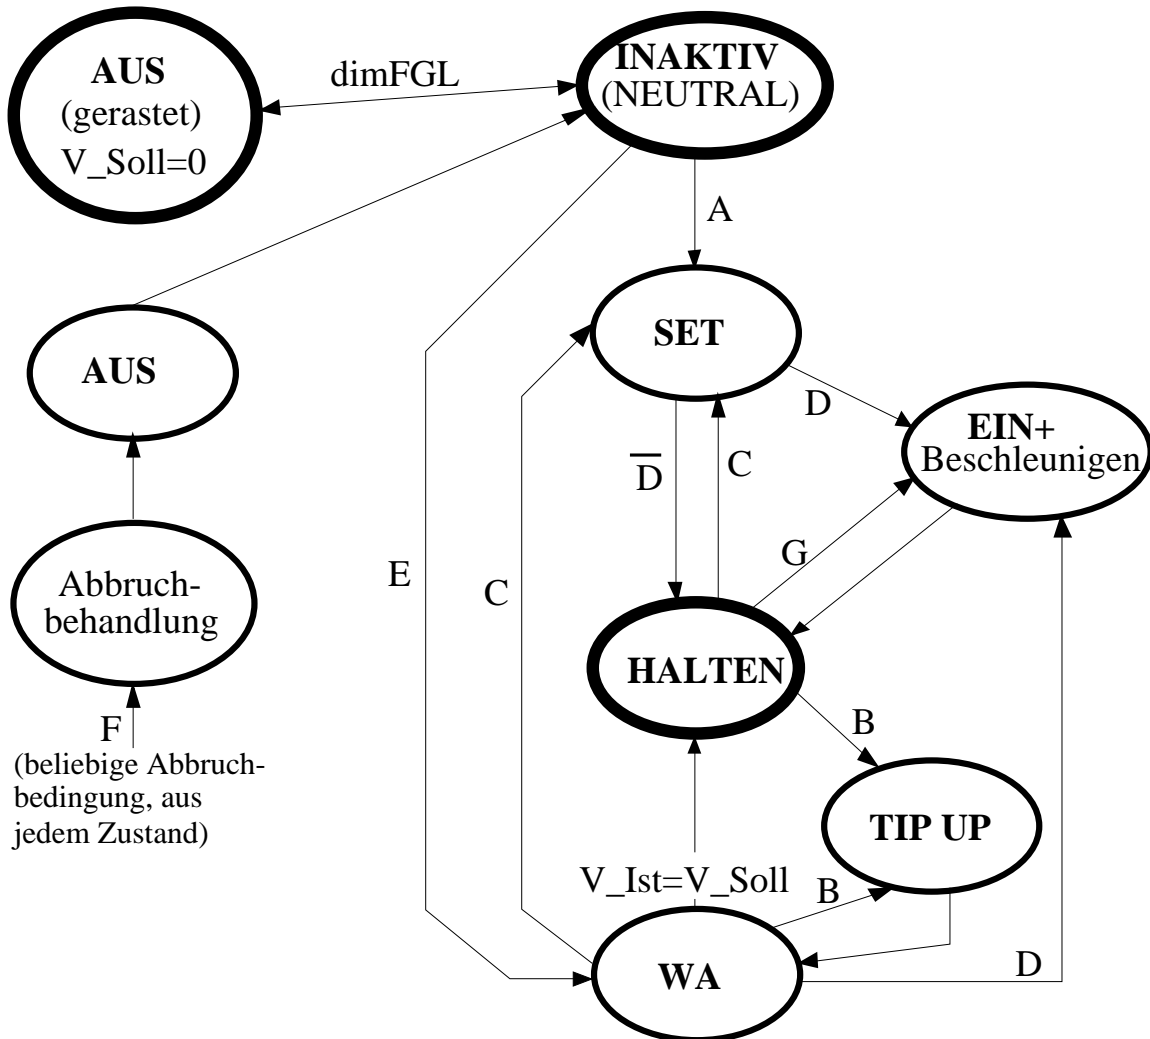 AUS
(gerastet)
V_Soll=0
dimFGL
INAKTIV
(NEUTRAL)
A
SET
AUS
D
EIN+
Beschleunigen
D̅
C
E
C
G
Abbruch-
behandlung
HALTEN
F
(beliebige Abbruch-
bedingung, aus
jedem Zustand)
B
TIP UP
V_Ist=V_Soll
B
WA
D